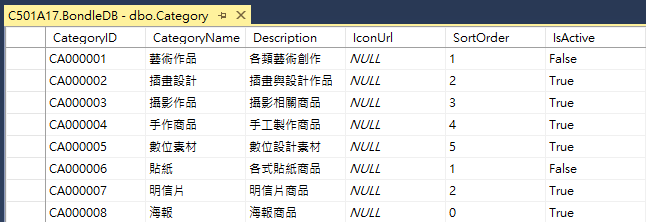 C501A17.BondleDB - dbo.Category
CategoryID CategoryName Description IconUrl SortOrder IsActive
CA000001 藝術作品 各類藝術創作 NULL 1 False
CA000002 插畫設計 插畫與設計作品 NULL 2 True
CA000003 攝影作品 攝影相關商品 NULL 3 True
CA000004 手作商品 手工製作商品 NULL 4 True
CA000005 數位素材 數位設計素材 NULL 5 True
CA000006 貼紙 各式貼紙商品 NULL 1 False
CA000007 明信片 明信片商品 NULL 2 True
CA000008 海報 海報商品 NULL 0 True